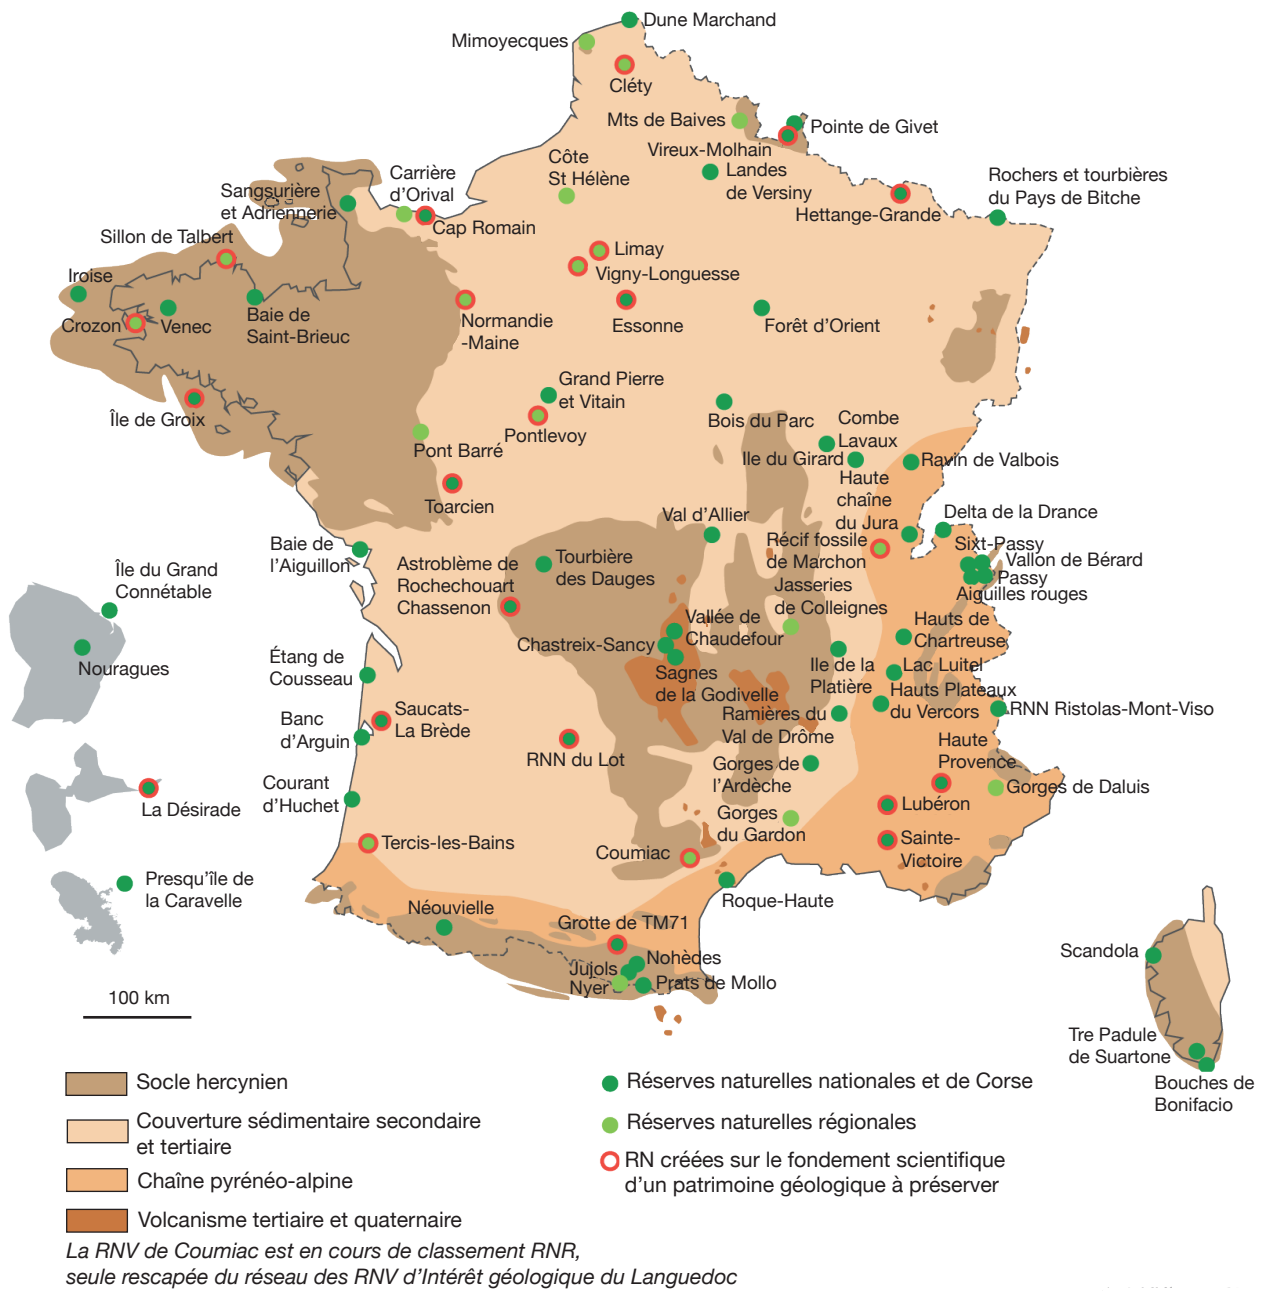 Dune Marchand
Mimoyecques
Cléty
Mts de Baives
Pointe de Givet
Vireux-Molhain
Côte
St Hélène
Landes
de Versiny
Carrière
d'Orival
Rochers et tourbières
du Pays de Bitche
Sangsurière
et Adriennerie
Hettange-Grande
Cap Romain
Sillon de Talbert
Limay
Vigny-Longuesse
Iroise
Crozon
Venec
Baie de
Saint-Brieuc
Normandie
-Maine
Essonne
Forêt d'Orient
Île de Groix
Grand Pierre
et Vitain
Pontlevoy
Pont Barré
Bois du Parc
Combe
Lavaux
Ile du Girard
Ravin de Valbois
Haute
chaîne
du Jura
Toarcien
Val d'Allier
Delta de la Drance
Récif fossile
de Marchon
Sixt-Passy
Vallon de Bérard
Passy
Aiguilles rouges
Baie de
l'Aiguillon
Astroblème de
Rochechouart
Chassenon
Tourbière
des Dauges
Jasseries
de Colleignes
Île du Grand
Connétable
Nouragues
Vallée de
Chaudefour
Chastreix-Sancy
Sagnes
de la Godivelle
Hauts de
Chartreuse
Étang de
Cousseau
Ile de la
Platière
Lac Luitel
Hauts Plateaux
du Vercors
RNN Ristolas-Mont-Viso
Saucats-
La Brède
Banc
d'Arguin
Ramières du
Val de Drôme
RNN du Lot
Haute
Provence
Gorges de
l'Ardèche
Gorges de Daluis
La Désirade
Courant
d'Huchet
Lubéron
Gorges
du Gardon
Sainte-
Victoire
Tercis-les-Bains
Coumiac
Presqu'île de
la Caravelle
Roque-Haute
Néouvielle
Grotte de TM71
Nohèdes
Jujols
Nyer
Prats de Mollo
Scandola
Tre Padule
de Suartone
Bouches de
Bonifacio
100 km
Socle hercynien
Couverture sédimentaire secondaire
et tertiaire
Chaîne pyrénéo-alpine
Volcanisme tertiaire et quaternaire
Réserves naturelles nationales et de Corse
Réserves naturelles régionales
RN créées sur le fondement scientifique
d'un patrimoine géologique à préserver
La RNV de Coumiac est en cours de classement RNR,
seule rescapée du réseau des RNV d'Intérêt géologique du Languedoc